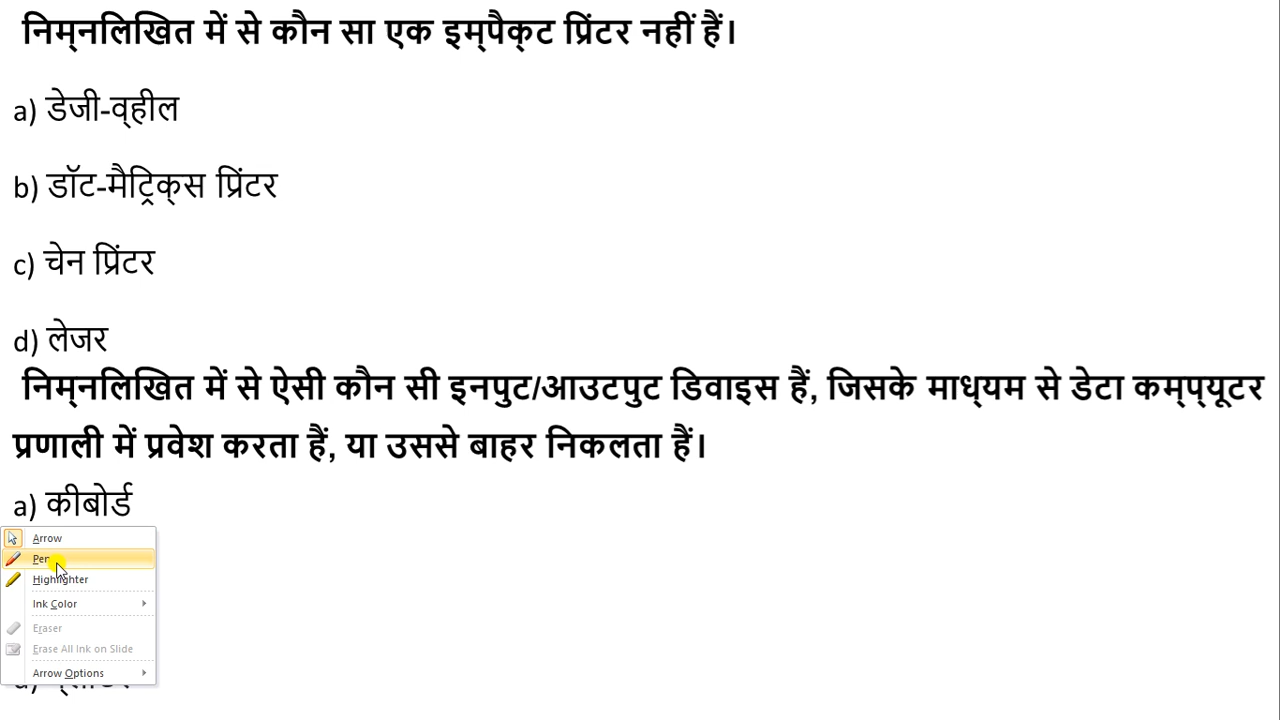 निम्नलिखित में से कौन सा एक इम्पैक्ट प्रिंटर नहीं हैं।
a) डेजी-व्हील
b) डॉट-मैट्रिक्स प्रिंटर
c) चेन प्रिंटर
d) लेजर
निम्नलिखित में से ऐसी कौन सी इनपुट/आउटपुट डिवाइस हैं, जिसके माध्यम से डेटा कम्प्यूटर
प्रणाली में प्रवेश करता हैं, या उससे बाहर निकलता हैं।
a) कीबोर्ड
Arrow
Pen
Highlighter
Ink Color
Eraser
Erase All Ink on Slide
Arrow Options